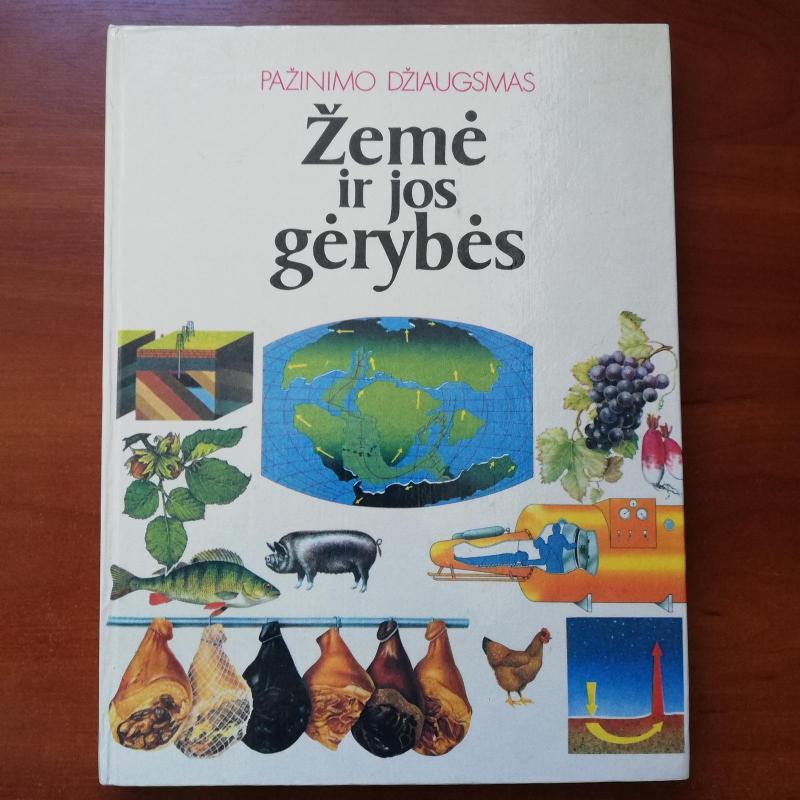 PAŽINIMO DŽIAUGSMAS
Žemė
ir jos
gėrybės